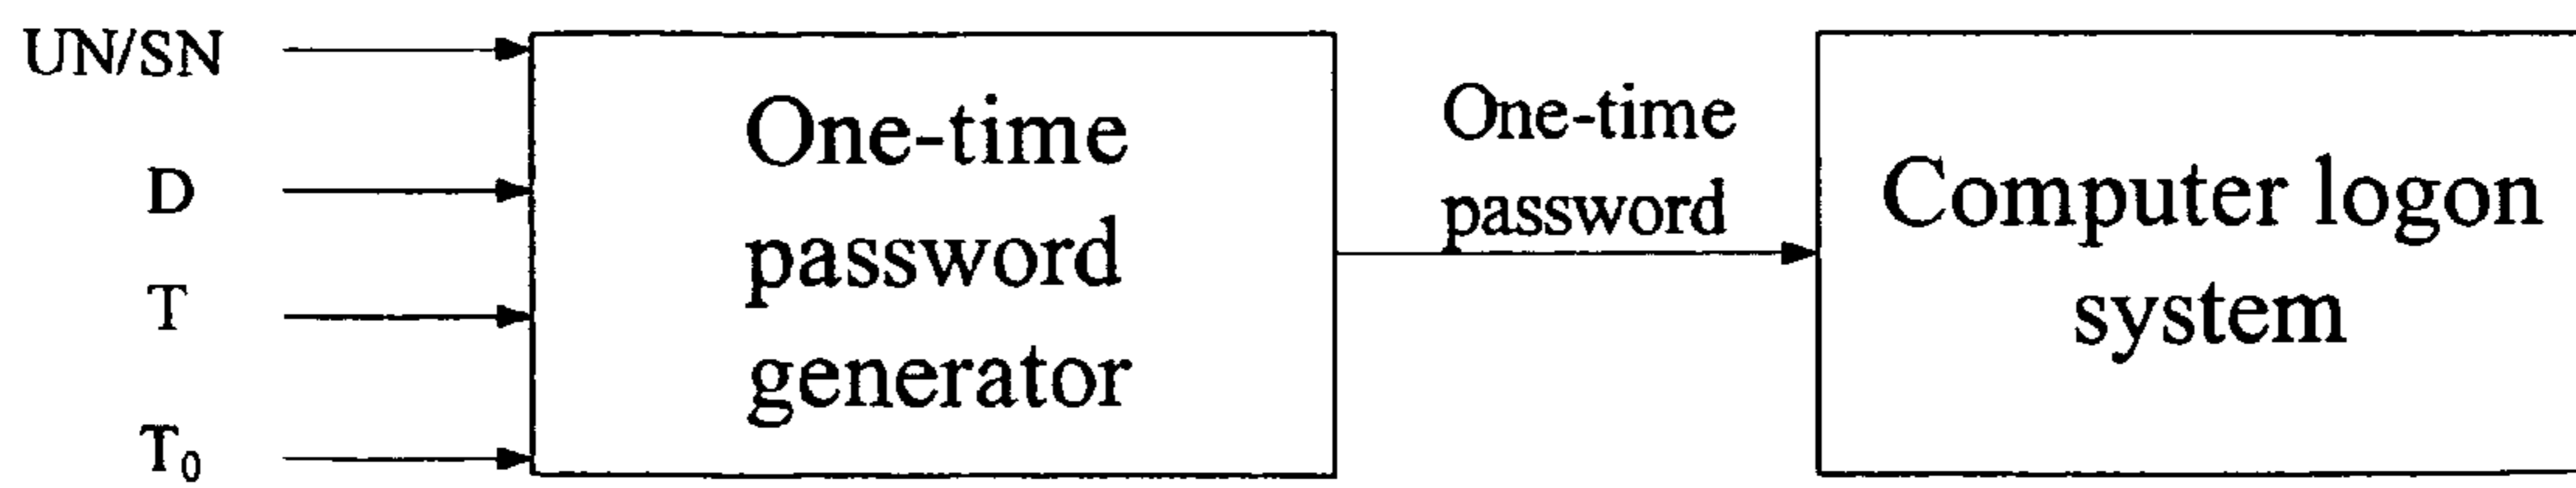 UN/SN
D
T
T₀
One-time
password
generator
One-time
password
Computer logon
system